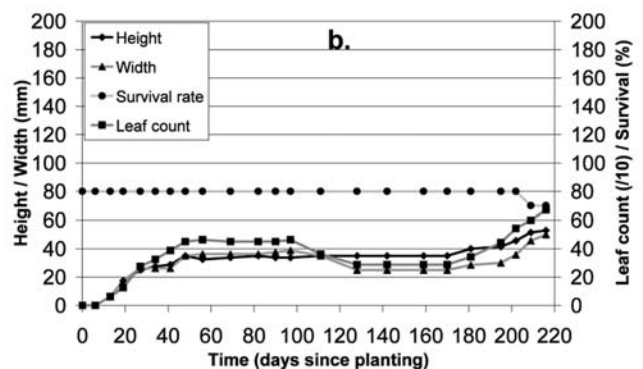 b.
Height
Width
Survival rate
Leaf count
Height / Width (mm)
200 180 160 140 120 100 80 60 40 20 0
Leaf count (/10) / Survival (%)
200 180 160 140 120 100 80 60 40 20 0
0 20 40 60 80 100 120 140 160 180 200 220
Time (days since planting)